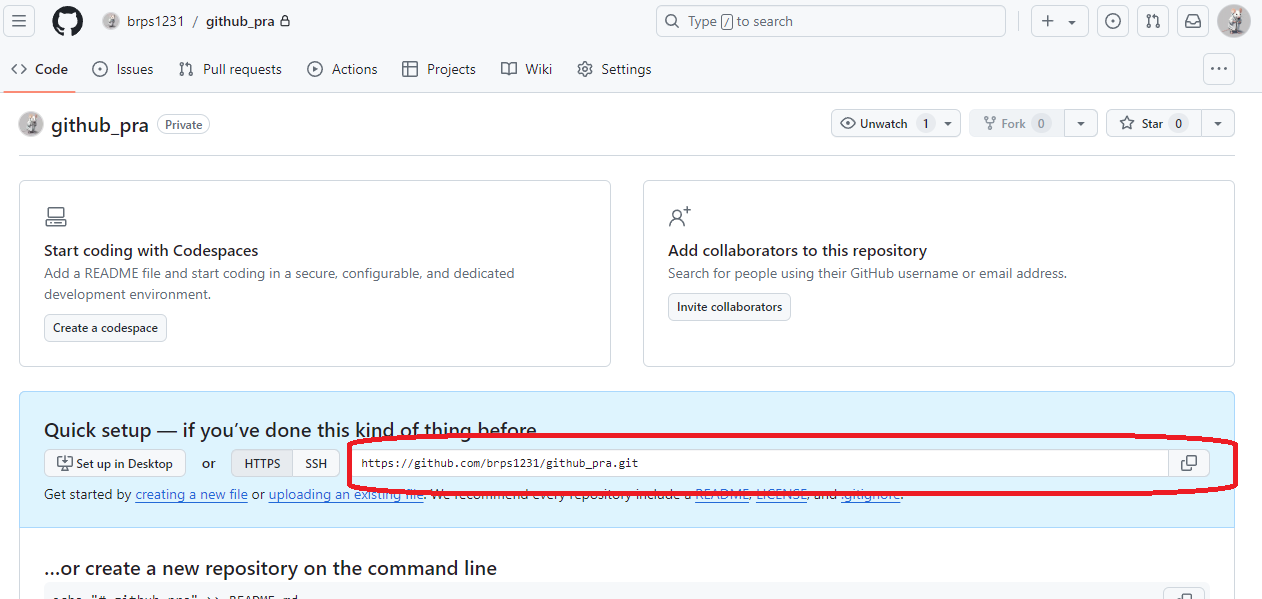 brps1231 / github_pra
Type / to search
Code Issues Pull requests Actions Projects Wiki Settings
github_pra Private
Unwatch 1 Fork 0 Star 0
Start coding with Codespaces
Add a README file and start coding in a secure, configurable, and dedicated
development environment.
Create a codespace
Add collaborators to this repository
Search for people using their GitHub username or email address.
Invite collaborators
Quick setup — if you’ve done this kind of thing before
Set up in Desktop or HTTPS SSH https://github.com/brps1231/github_pra.git
Get started by creating a new file or uploading an existing file. We recommend every repository include a README, LICENSE, and .gitignore.
...or create a new repository on the command line
echo "# github_pra" >> README.md